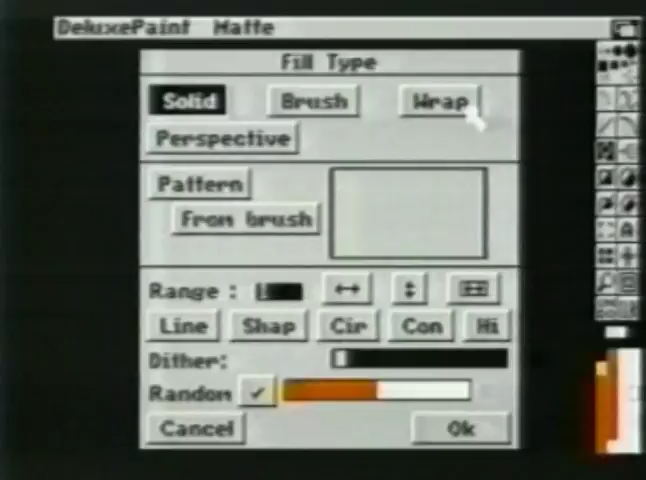 DeluxePaint Matte
Fill Type
Solid Brush Wrap
Perspective
Pattern
From brush
Range :
Line Shap Cir Con Hi
Dither:
Random ✓
Cancel Ok
A